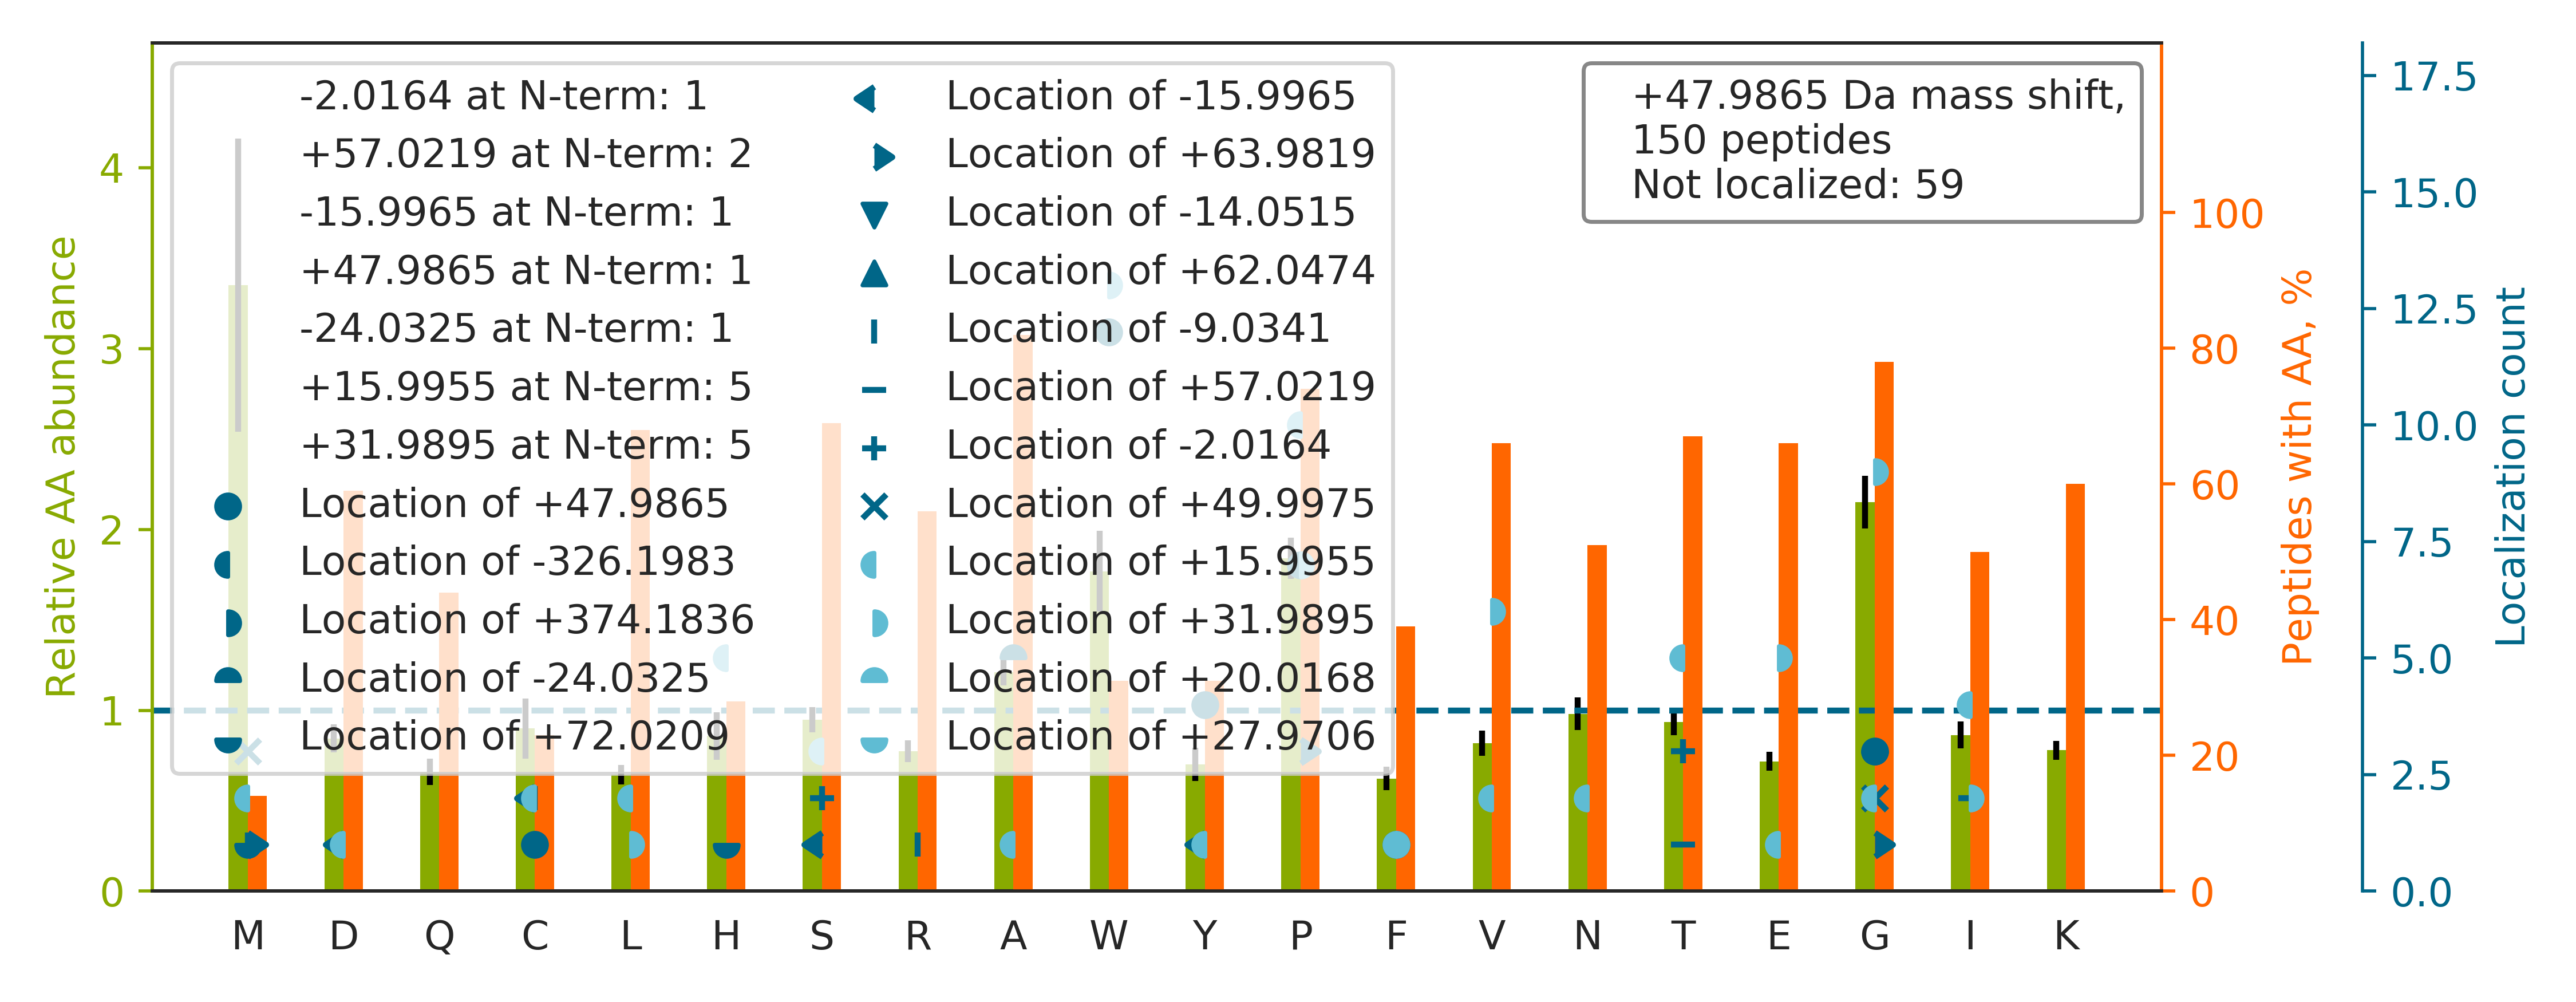 -2.0164 at N-term: 1
+57.0219 at N-term: 2
-15.9965 at N-term: 1
+47.9865 at N-term: 1
-24.0325 at N-term: 1
+15.9955 at N-term: 5
+31.9895 at N-term: 5
Location of +47.9865
Location of -326.1983
Location of +374.1836
Location of -24.0325
Location of +72.0209
Location of -15.9965
Location of +63.9819
Location of -14.0515
Location of +62.0474
Location of -9.0341
Location of +57.0219
Location of -2.0164
Location of +49.9975
Location of +15.9955
Location of +31.9895
Location of +20.0168
Location of +27.9706
+47.9865 Da mass shift,
150 peptides
Not localized: 59
Relative AA abundance
4
3
2
1
0
M D Q C L H S R A W Y P F V N T E G I K
100
80
60
40
20
0
Peptides with AA, %
17.5
15.0
12.5
10.0
7.5
5.0
2.5
0.0
Localization count